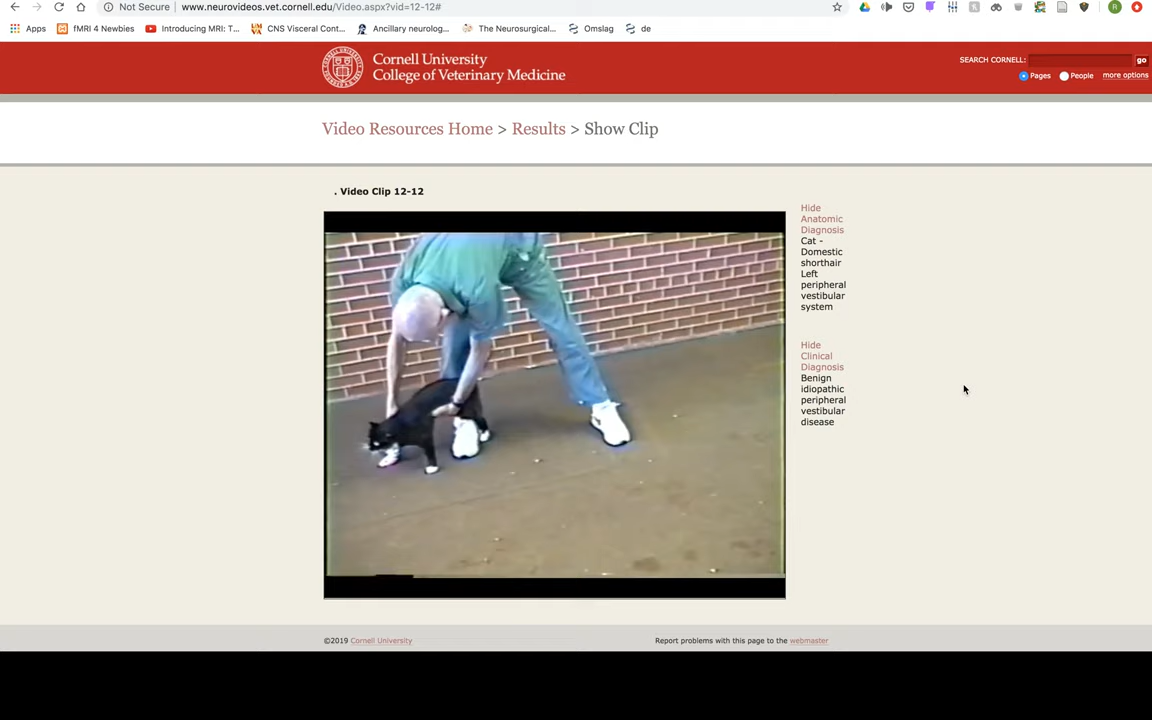 Not Secure www.neurovideos.vet.cornell.edu/Video.aspx?vid=12-12#
Apps fMRI 4 Newbies Introducing MRI: T... CNS Visceral Cont... Ancillary neurolog... The Neurosurgical... Omslag de
Cornell University
College of Veterinary Medicine
SEARCH CORNELL: go
Pages People more options
Video Resources Home > Results > Show Clip
. Video Clip 12-12
Hide
Anatomic
Diagnosis
Cat -
Domestic
shorthair
Left
peripheral
vestibular
system
Hide
Clinical
Diagnosis
Benign
idiopathic
peripheral
vestibular
disease
©2019 Cornell University
Report problems with this page to the webmaster